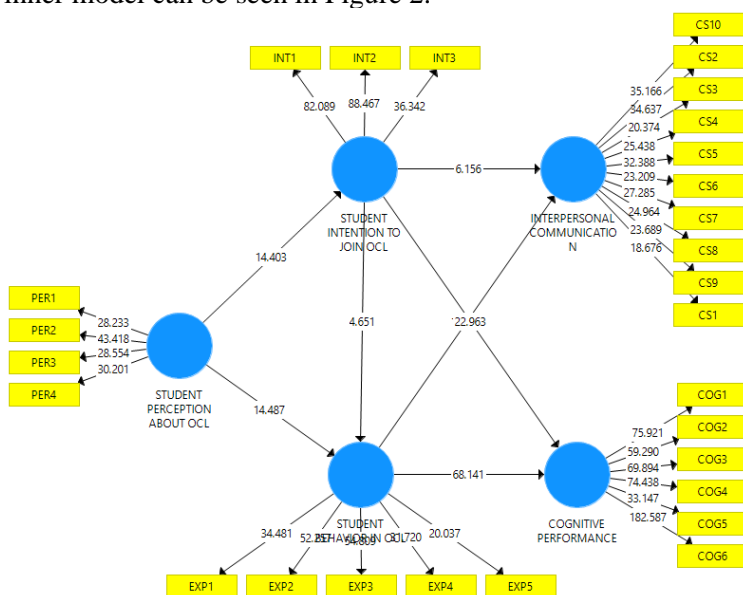 inner model can be seen in Figure 2.
INT1
INT2
INT3
82.089
88.467
36.342
CS10
CS2
CS3
CS4
CS5
CS6
CS7
CS8
CS9
CS1
35.166
34.637
20.374
25.438
32.388
23.209
27.285
24.964
23.689
18.676
STUDENT
INTENTION TO
JOIN OCL
6.156
INTERPERSONAL
COMMUNICATIO
N
14.403
PER1
PER2
PER3
PER4
28.233
43.418
28.554
30.201
STUDENT
PERCEPTION
ABOUT OCL
4.651
22.963
14.487
COG1
COG2
COG3
COG4
COG5
COG6
75.921
59.290
69.894
74.438
33.147
182.587
68.141
STUDENT
BEHAVIOR IN OCL
COGNITIVE
PERFORMANCE
34.481
20.037
EXP1
EXP2
EXP3
EXP4
EXP5